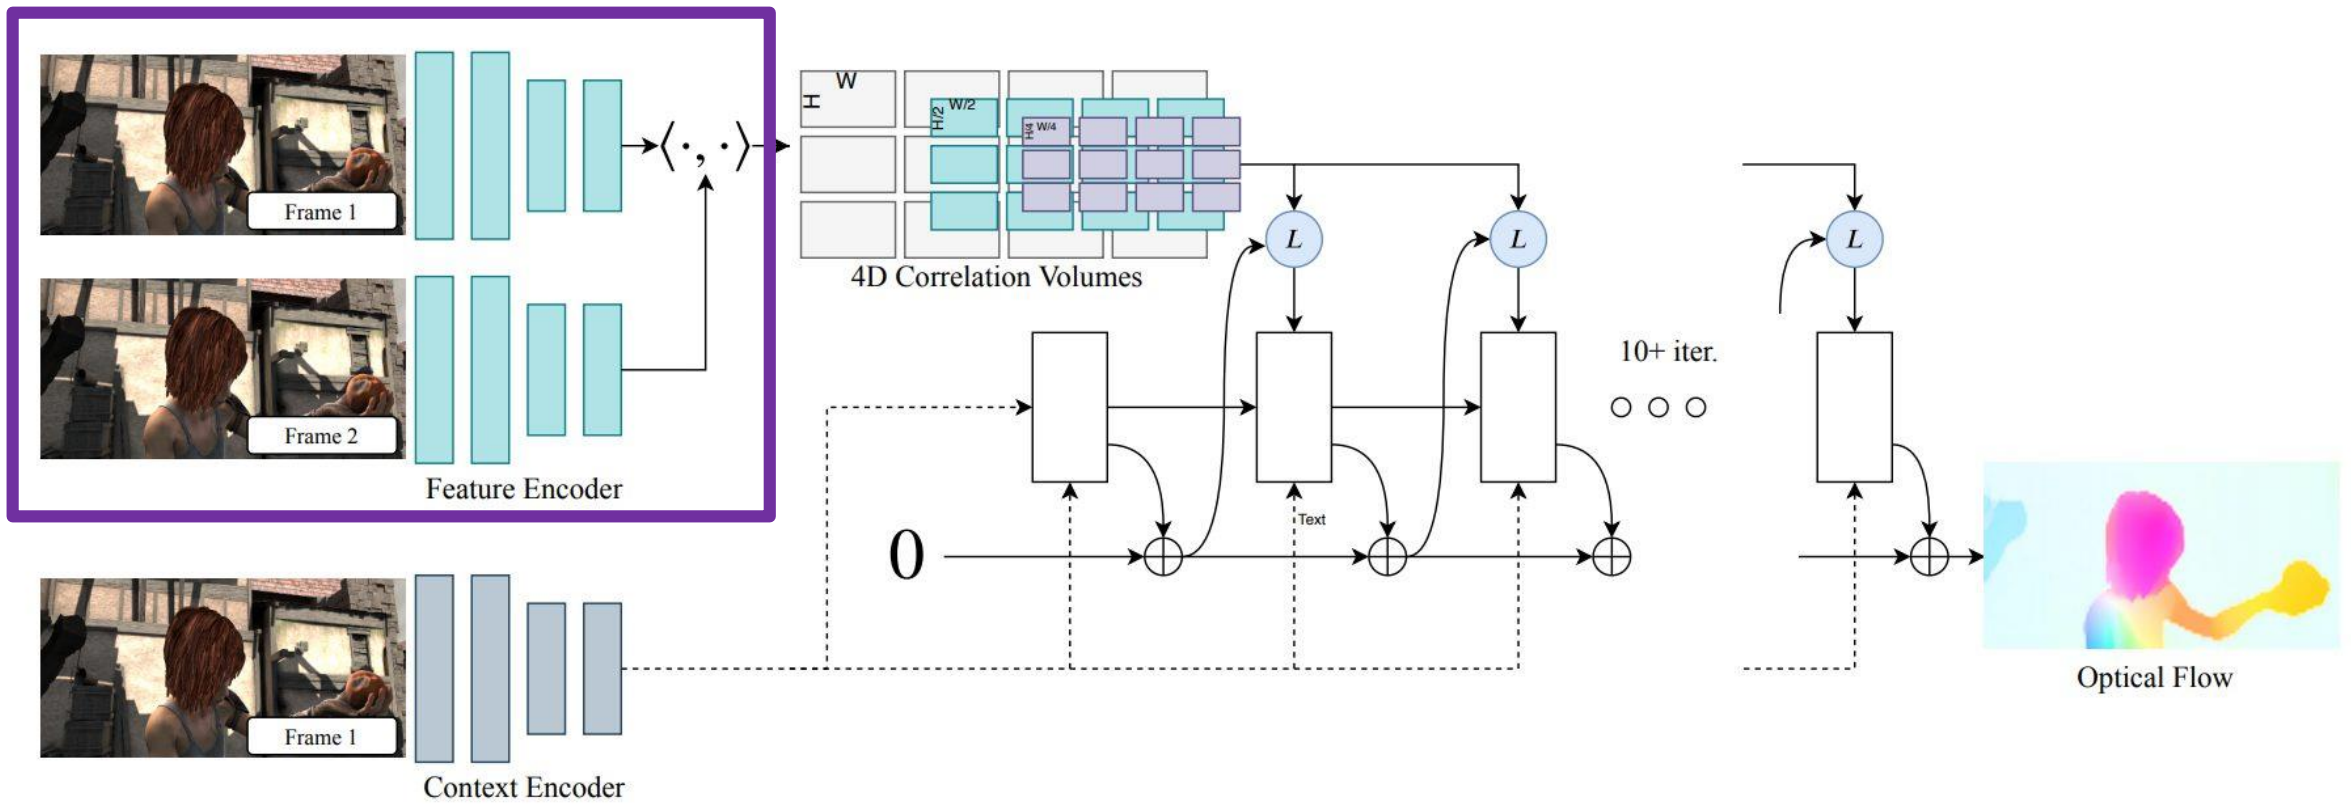 Frame 1
⟨·, ·⟩
Frame 2
Feature Encoder
H W
H/2 W/2
H/4 W/4
4D Correlation Volumes
L L L
10+ iter.
Text
0
Frame 1
Context Encoder
Optical Flow